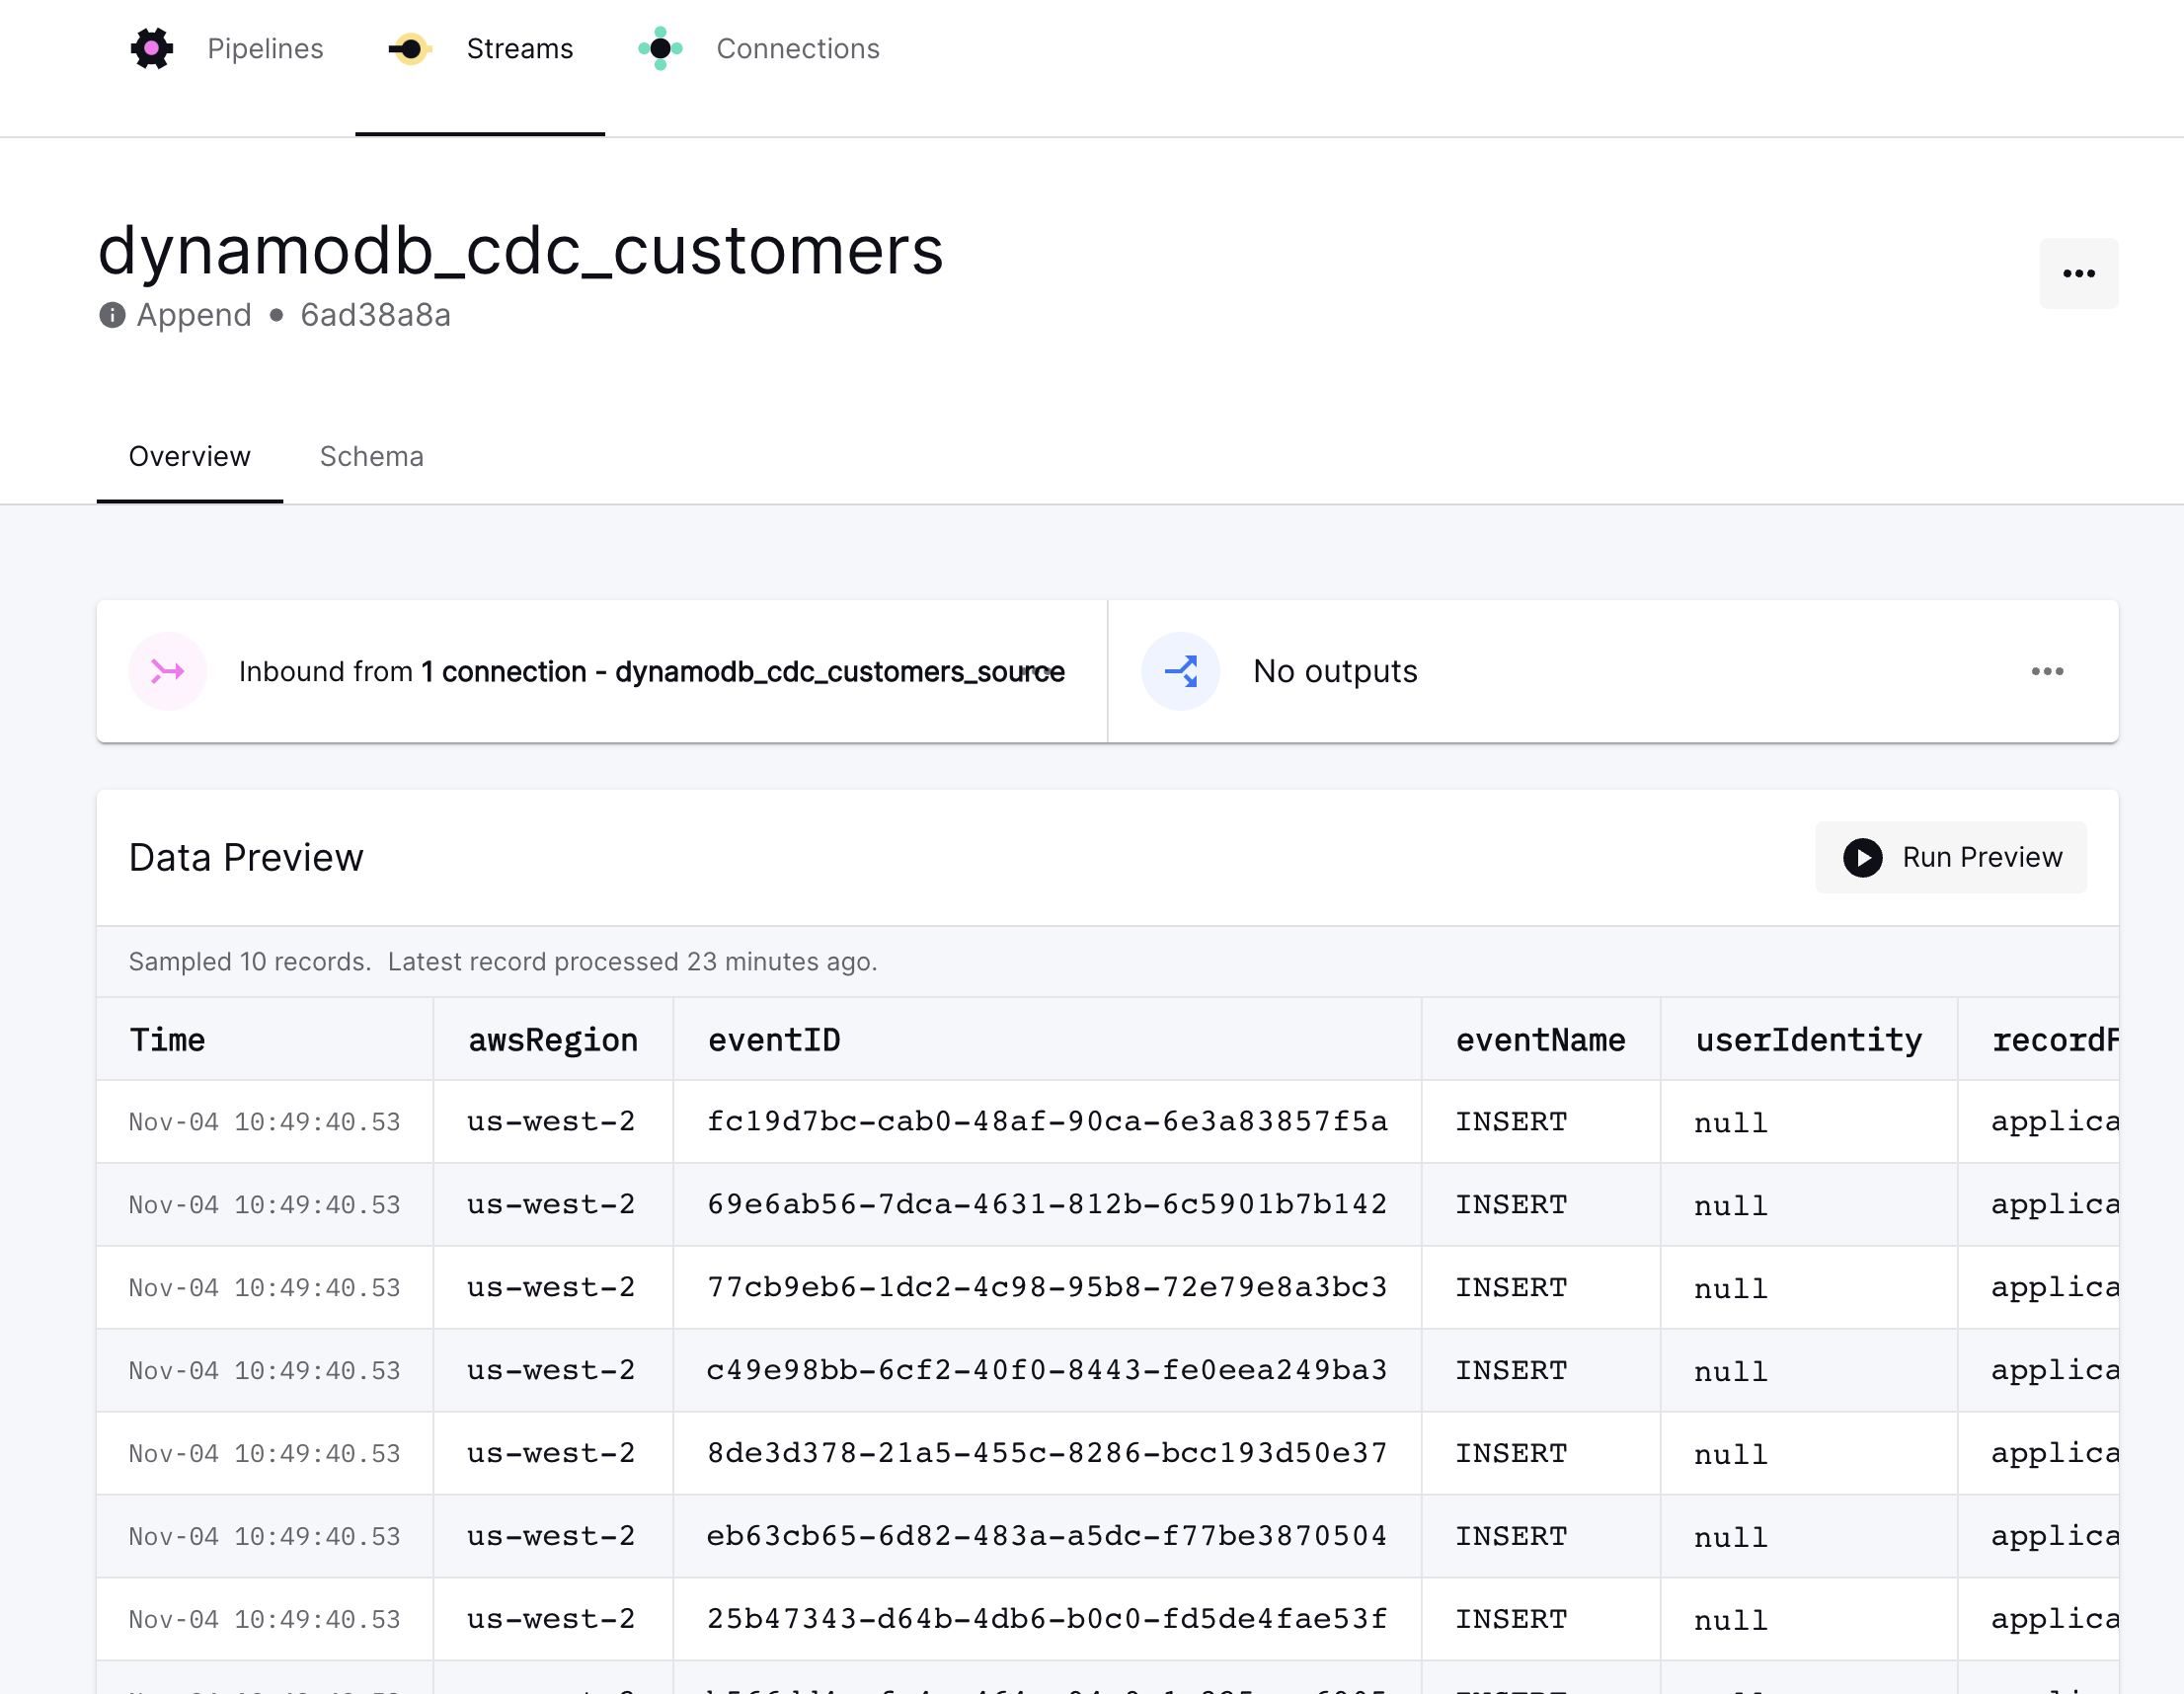 Pipelines Streams Connections
dynamodb_cdc_customers
Append • 6ad38a8a
Overview Schema
Inbound from 1 connection - dynamodb_cdc_customers_source
No outputs
Data Preview
Run Preview
Sampled 10 records. Latest record processed 23 minutes ago.
Time awsRegion eventID eventName userIdentity recordF
Nov-04 10:49:40.53 us-west-2 fc19d7bc-cab0-48af-90ca-6e3a83857f5a INSERT null applica
Nov-04 10:49:40.53 us-west-2 69e6ab56-7dca-4631-812b-6c5901b7b142 INSERT null applica
Nov-04 10:49:40.53 us-west-2 77cb9eb6-1dc2-4c98-95b8-72e79e8a3bc3 INSERT null applica
Nov-04 10:49:40.53 us-west-2 c49e98bb-6cf2-40f0-8443-fe0eea249ba3 INSERT null applica
Nov-04 10:49:40.53 us-west-2 8de3d378-21a5-455c-8286-bcc193d50e37 INSERT null applica
Nov-04 10:49:40.53 us-west-2 eb63cb65-6d82-483a-a5dc-f77be3870504 INSERT null applica
Nov-04 10:49:40.53 us-west-2 25b47343-d64b-4db6-b0c0-fd5de4fae53f INSERT null applica